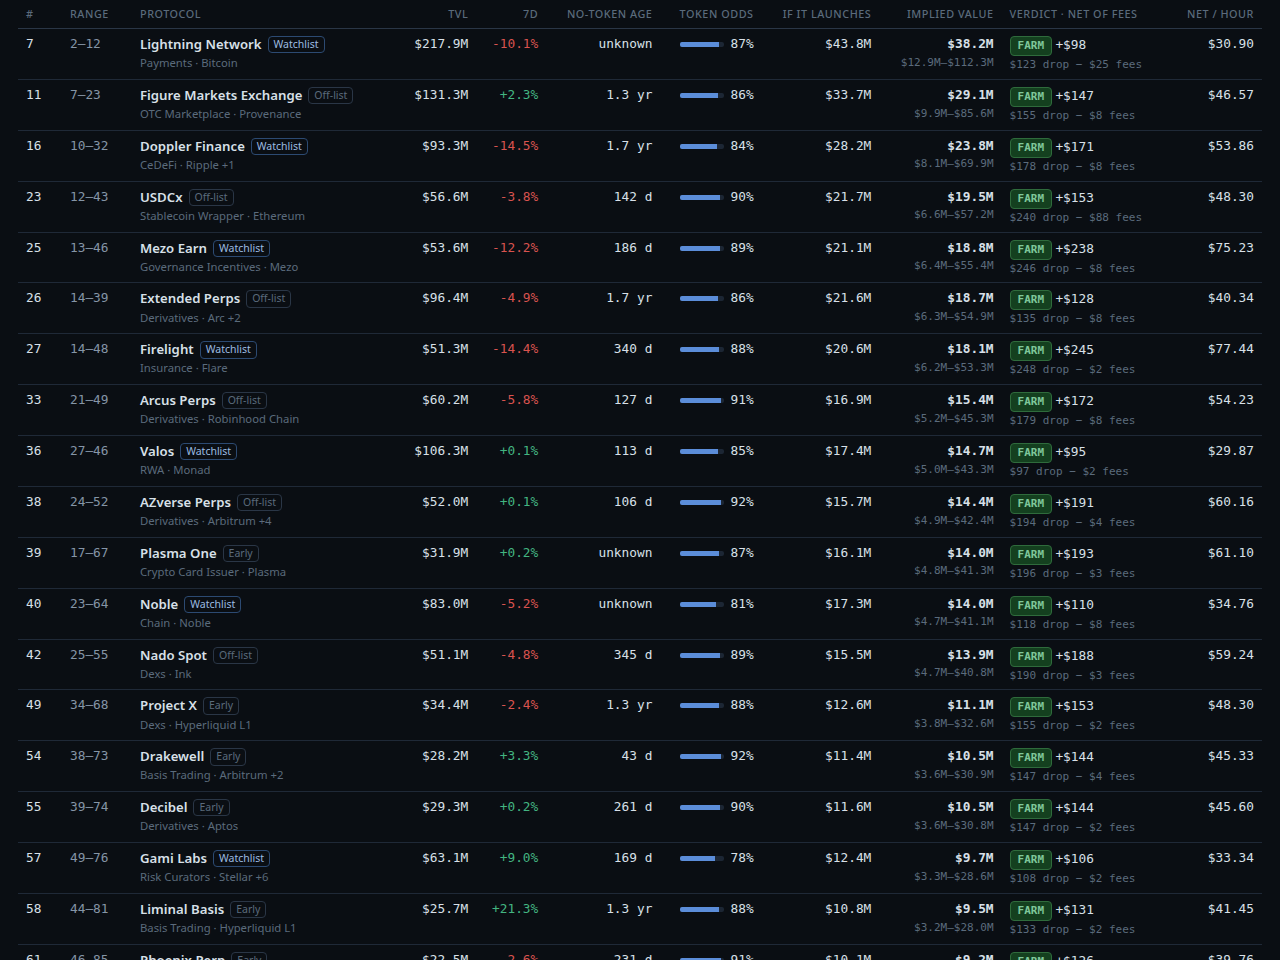 # RANGE PROTOCOL TVL 7D NO-TOKEN AGE TOKEN ODDS IF IT LAUNCHES IMPLIED VALUE VERDICT · NET OF FEES NET / HOUR
7 2–12 Lightning Network Watchlist $217.9M -10.1% unknown 87% $43.8M $38.2M FARM +$98 $30.90
Payments · Bitcoin $12.9M–$112.3M $123 drop − $25 fees
11 7–23 Figure Markets Exchange Off-list $131.3M +2.3% 1.3 yr 86% $33.7M $29.1M FARM +$147 $46.57
OTC Marketplace · Provenance $9.9M–$85.6M $155 drop − $8 fees
16 10–32 Doppler Finance Watchlist $93.3M -14.5% 1.7 yr 84% $28.2M $23.8M FARM +$171 $53.86
CeDeFi · Ripple +1 $8.1M–$69.9M $178 drop − $8 fees
23 12–43 USDCx Off-list $56.6M -3.8% 142 d 90% $21.7M $19.5M FARM +$153 $48.30
Stablecoin Wrapper · Ethereum $6.6M–$57.2M $240 drop − $88 fees
25 13–46 Mezo Earn Watchlist $53.6M -12.2% 186 d 89% $21.1M $18.8M FARM +$238 $75.23
Governance Incentives · Mezo $6.4M–$55.4M $246 drop − $8 fees
26 14–39 Extended Perps Off-list $96.4M -4.9% 1.7 yr 86% $21.6M $18.7M FARM +$128 $40.34
Derivatives · Arc +2 $6.3M–$54.9M $135 drop − $8 fees
27 14–48 Firelight Watchlist $51.3M -14.4% 340 d 88% $20.6M $18.1M FARM +$245 $77.44
Insurance · Flare $6.2M–$53.3M $248 drop − $2 fees
33 21–49 Arcus Perps Off-list $60.2M -5.8% 127 d 91% $16.9M $15.4M FARM +$172 $54.23
Derivatives · Robinhood Chain $5.2M–$45.3M $179 drop − $8 fees
36 27–46 Valos Watchlist $106.3M +0.1% 113 d 85% $17.4M $14.7M FARM +$95 $29.87
RWA · Monad $5.0M–$43.3M $97 drop − $2 fees
38 24–52 AZverse Perps Off-list $52.0M +0.1% 106 d 92% $15.7M $14.4M FARM +$191 $60.16
Derivatives · Arbitrum +4 $4.9M–$42.4M $194 drop − $4 fees
39 17–67 Plasma One Early $31.9M +0.2% unknown 87% $16.1M $14.0M FARM +$193 $61.10
Crypto Card Issuer · Plasma $4.8M–$41.3M $196 drop − $3 fees
40 23–64 Noble Watchlist $83.0M -5.2% unknown 81% $17.3M $14.0M FARM +$110 $34.76
Chain · Noble $4.7M–$41.1M $118 drop − $8 fees
42 25–55 Nado Spot Off-list $51.1M -4.8% 345 d 89% $15.5M $13.9M FARM +$188 $59.24
Dexs · Ink $4.7M–$40.8M $190 drop − $3 fees
49 34–68 Project X Early $34.4M -2.4% 1.3 yr 88% $12.6M $11.1M FARM +$153 $48.30
Dexs · Hyperliquid L1 $3.8M–$32.6M $155 drop − $2 fees
54 38–73 Drakewell Early $28.2M +3.3% 43 d 92% $11.4M $10.5M FARM +$144 $45.33
Basis Trading · Arbitrum +2 $3.6M–$30.9M $147 drop − $4 fees
55 39–74 Decibel Early $29.3M +0.2% 261 d 90% $11.6M $10.5M FARM +$144 $45.60
Derivatives · Aptos $3.6M–$30.8M $147 drop − $2 fees
57 49–76 Gami Labs Watchlist $63.1M +9.0% 169 d 78% $12.4M $9.7M FARM +$106 $33.34
Risk Curators · Stellar +6 $3.3M–$28.6M $108 drop − $2 fees
58 44–81 Liminal Basis Early $25.7M +21.3% 1.3 yr 88% $10.8M $9.5M FARM +$131 $41.45
Basis Trading · Hyperliquid L1 $3.2M–$28.0M $133 drop − $2 fees
61 46–85 Phoenix Perp Early $22.5M -2.6% 231 d 91% $10.1M $9.2M FARM +$126 $39.76